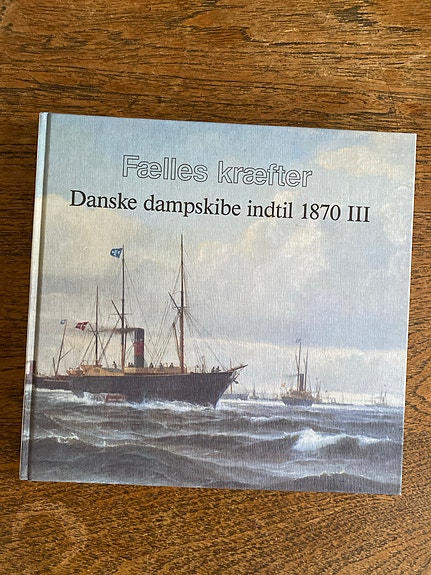 Fælles kræfter
Danske dampskibe indtil 1870 III